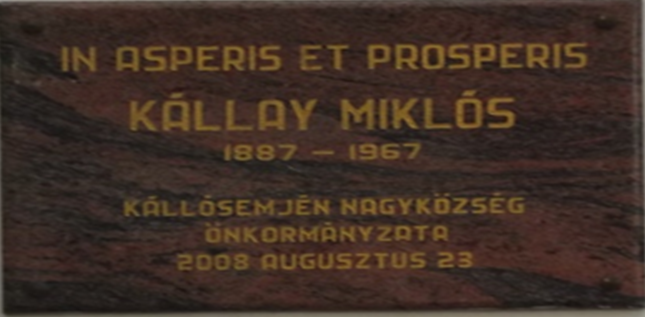 IN ASPERIS ET PROSPERIS
KÁLLAY MIKLÓS
1887 – 1967
KÁLLÓSEMJÉN NAGYKÖZSÉG
ÖNKORMÁNYZATA
2008 AUGUSZTUS 23